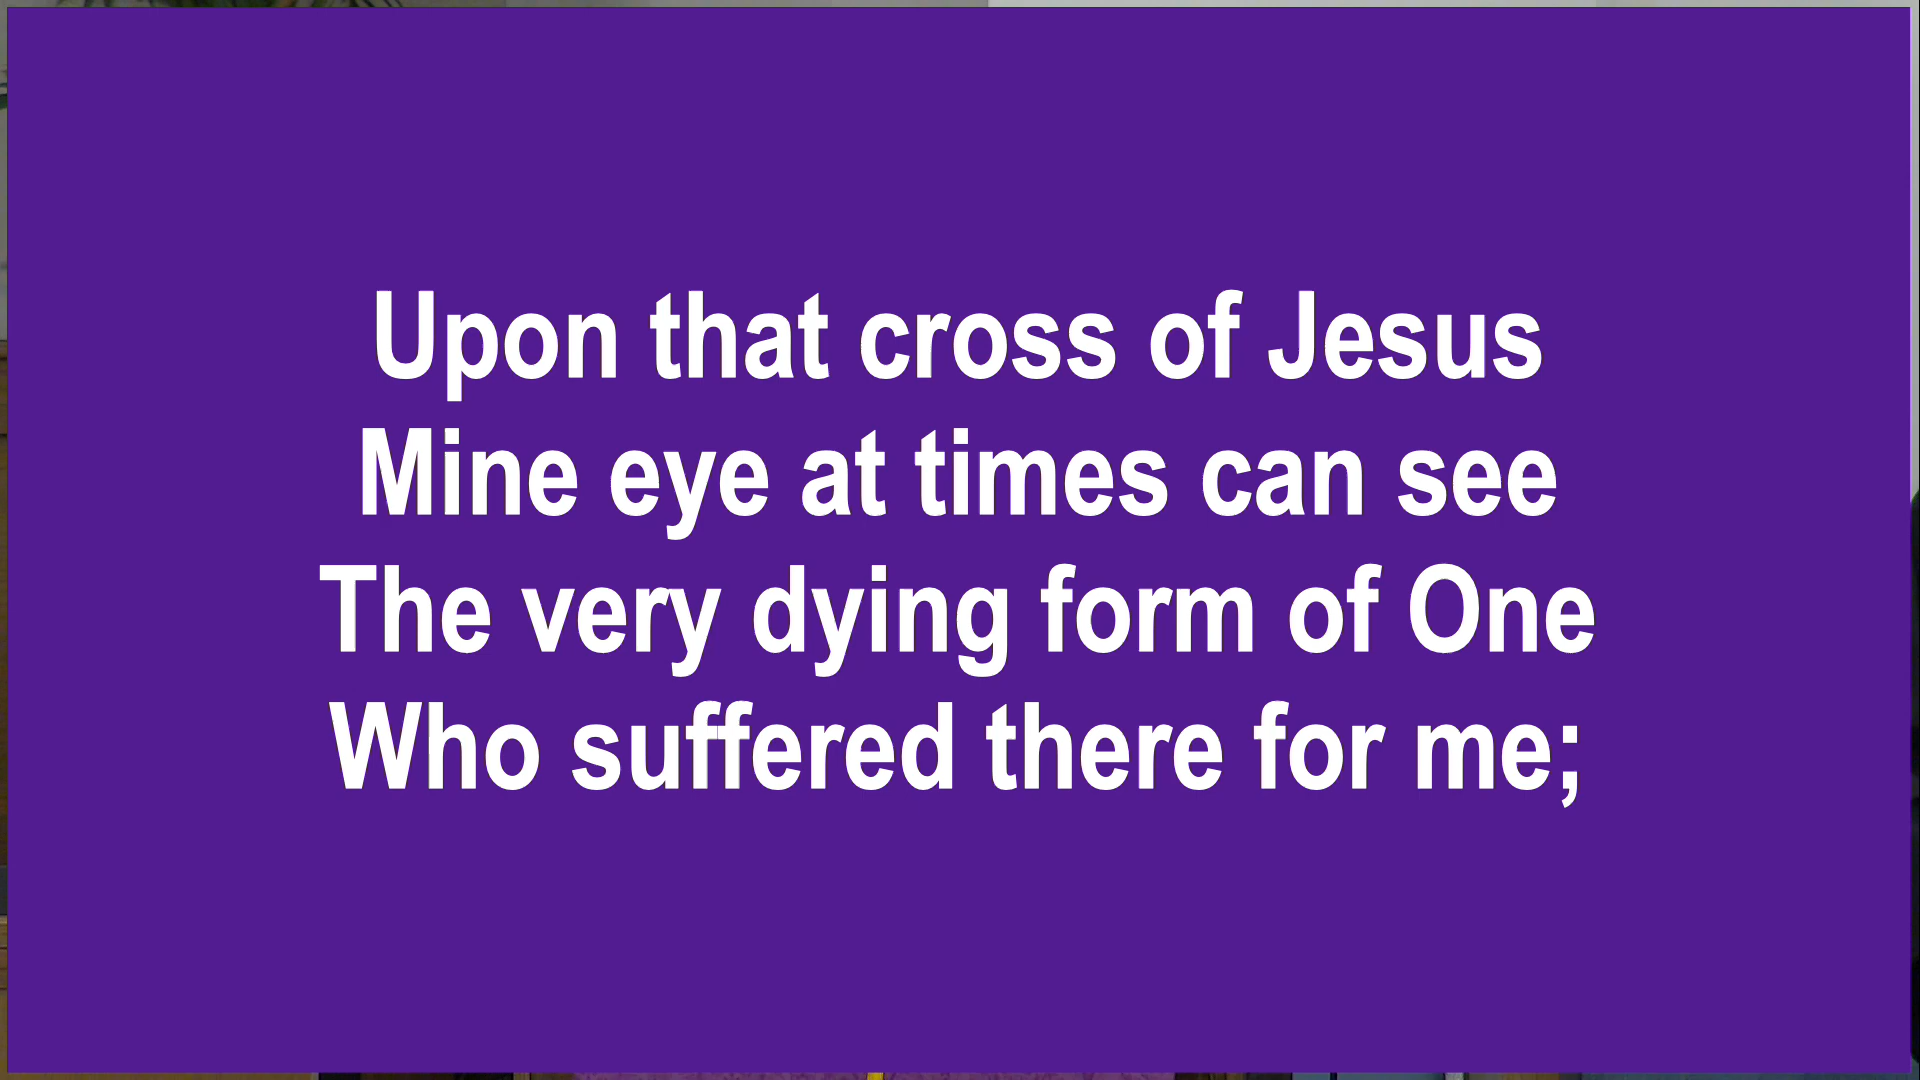 Upon that cross of Jesus
Mine eye at times can see
The very dying form of One
Who suffered there for me;